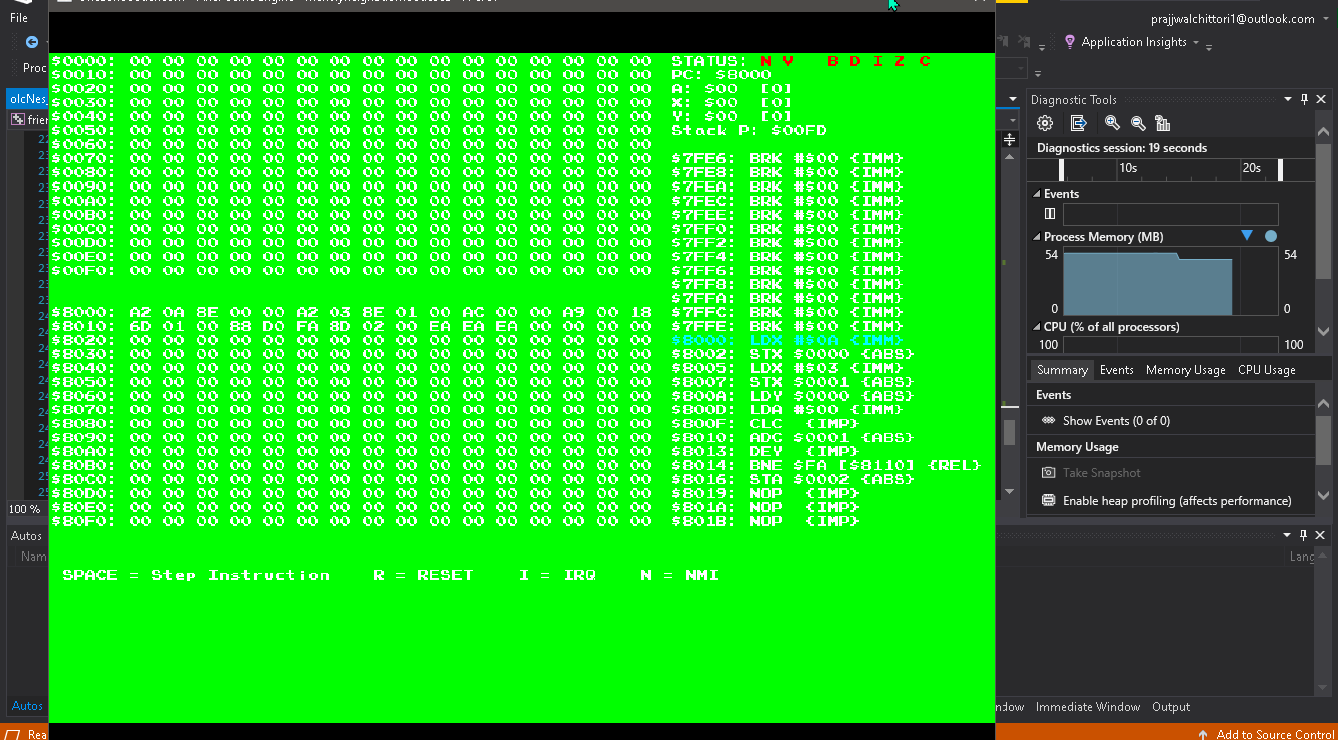 File
Proc
olcNes_
frier
100 %
Autos
Nam
Autos
Rea
$0000: 00 00 00 00 00 00 00 00 00 00 00 00 00 00 00 00
$0010: 00 00 00 00 00 00 00 00 00 00 00 00 00 00 00 00
$0020: 00 00 00 00 00 00 00 00 00 00 00 00 00 00 00 00
$0030: 00 00 00 00 00 00 00 00 00 00 00 00 00 00 00 00
$0040: 00 00 00 00 00 00 00 00 00 00 00 00 00 00 00 00
$0050: 00 00 00 00 00 00 00 00 00 00 00 00 00 00 00 00
$0060: 00 00 00 00 00 00 00 00 00 00 00 00 00 00 00 00
$0070: 00 00 00 00 00 00 00 00 00 00 00 00 00 00 00 00
$0080: 00 00 00 00 00 00 00 00 00 00 00 00 00 00 00 00
$0090: 00 00 00 00 00 00 00 00 00 00 00 00 00 00 00 00
$00A0: 00 00 00 00 00 00 00 00 00 00 00 00 00 00 00 00
$00B0: 00 00 00 00 00 00 00 00 00 00 00 00 00 00 00 00
$00C0: 00 00 00 00 00 00 00 00 00 00 00 00 00 00 00 00
$00D0: 00 00 00 00 00 00 00 00 00 00 00 00 00 00 00 00
$00E0: 00 00 00 00 00 00 00 00 00 00 00 00 00 00 00 00
$00F0: 00 00 00 00 00 00 00 00 00 00 00 00 00 00 00 00
$8000: A2 0A 8E 00 00 A2 03 8E 01 00 AC 00 00 A9 00 18
$8010: 6D 01 00 88 D0 FA 8D 02 00 EA EA EA 00 00 00 00
$8020: 00 00 00 00 00 00 00 00 00 00 00 00 00 00 00 00
$8030: 00 00 00 00 00 00 00 00 00 00 00 00 00 00 00 00
$8040: 00 00 00 00 00 00 00 00 00 00 00 00 00 00 00 00
$8050: 00 00 00 00 00 00 00 00 00 00 00 00 00 00 00 00
$8060: 00 00 00 00 00 00 00 00 00 00 00 00 00 00 00 00
$8070: 00 00 00 00 00 00 00 00 00 00 00 00 00 00 00 00
$8080: 00 00 00 00 00 00 00 00 00 00 00 00 00 00 00 00
$8090: 00 00 00 00 00 00 00 00 00 00 00 00 00 00 00 00
$80A0: 00 00 00 00 00 00 00 00 00 00 00 00 00 00 00 00
$80B0: 00 00 00 00 00 00 00 00 00 00 00 00 00 00 00 00
$80C0: 00 00 00 00 00 00 00 00 00 00 00 00 00 00 00 00
$80D0: 00 00 00 00 00 00 00 00 00 00 00 00 00 00 00 00
$80E0: 00 00 00 00 00 00 00 00 00 00 00 00 00 00 00 00
$80F0: 00 00 00 00 00 00 00 00 00 00 00 00 00 00 00 00
STATUS: N V B D I Z C
PC: $8000
A: $00 [0]
X: $00 [0]
Y: $00 [0]
Stack P: $00FD
$7FE6: BRK #$00 {IMM}
$7FE8: BRK #$00 {IMM}
$7FEA: BRK #$00 {IMM}
$7FEC: BRK #$00 {IMM}
$7FEE: BRK #$00 {IMM}
$7FF0: BRK #$00 {IMM}
$7FF2: BRK #$00 {IMM}
$7FF4: BRK #$00 {IMM}
$7FF6: BRK #$00 {IMM}
$7FF8: BRK #$00 {IMM}
$7FFA: BRK #$00 {IMM}
$7FFC: BRK #$00 {IMM}
$7FFE: BRK #$00 {IMM}
$8000: LDX #$0A {IMM}
$8002: STX $0000 {ABS}
$8005: LDX #$03 {IMM}
$8007: STX $0001 {ABS}
$800A: LDY $0000 {ABS}
$800D: LDA #$00 {IMM}
$800F: CLC {IMP}
$8010: ADC $0001 {ABS}
$8013: DEY {IMP}
$8014: BNE $FA [$8110] {REL}
$8016: STA $0002 {ABS}
$8019: NOP {IMP}
$801A: NOP {IMP}
$801B: NOP {IMP}
SPACE = Step Instruction R = RESET I = IRQ N = NMI
prajjwalchittori1@outlook.com
Application Insights
Diagnostic Tools
Diagnostics session: 19 seconds
10s 20s
Events
Process Memory (MB)
54 54
0 0
CPU (% of all processors)
100 100
Summary Events Memory Usage CPU Usage
Events
Show Events (0 of 0)
Memory Usage
Take Snapshot
Enable heap profiling (affects performance)
Lang
ndow Immediate Window Output
Add to Source Control